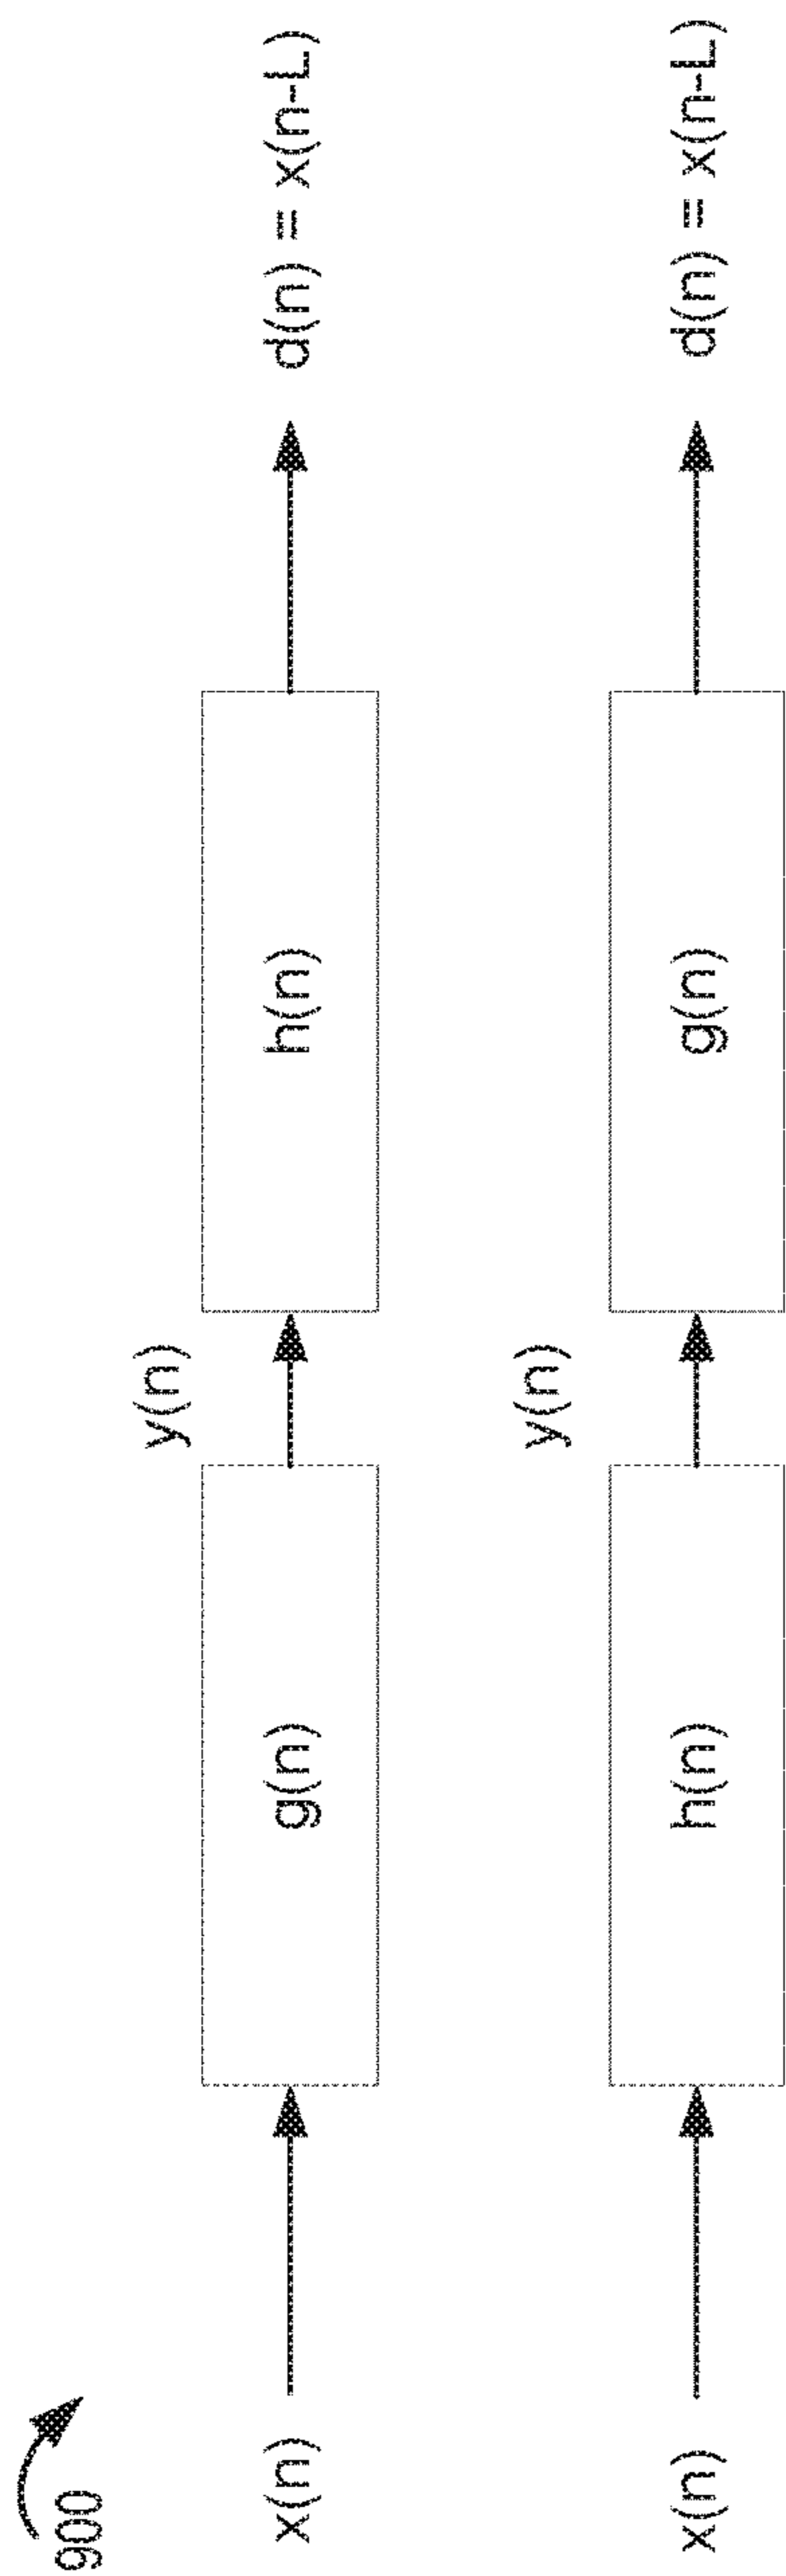 900
x(n)
g(n)
y(n)
h(n)
d(n) = x(n-L)
x(n)
h(n)
y(n)
g(n)
d(n) = x(n-L)